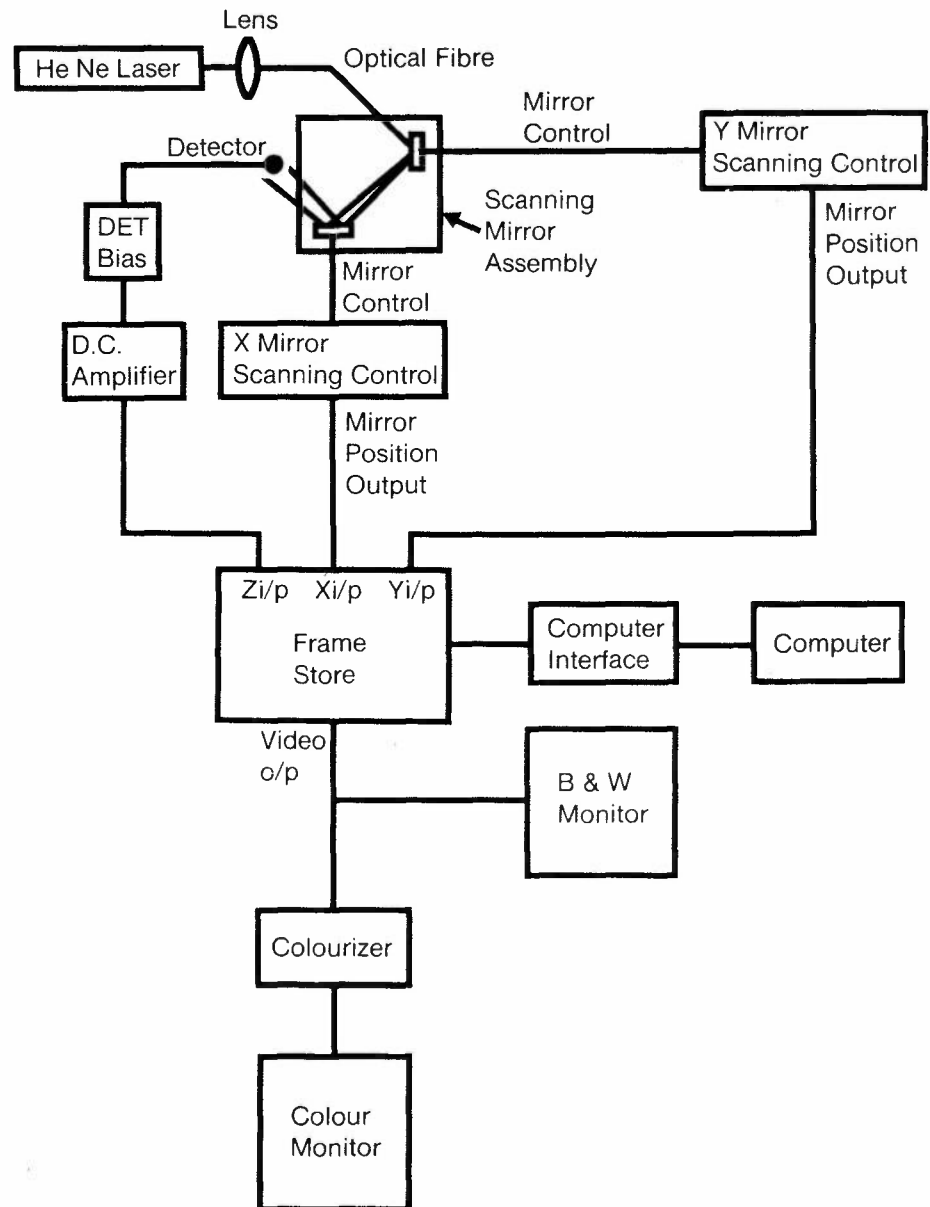 Lens
He Ne Laser
Optical Fibre
Mirror
Control
Y Mirror
Scanning Control
Detector
DET
Bias
Scanning
Mirror
Assembly
Mirror
Position
Output
Mirror
Control
D.C.
Amplifier
X Mirror
Scanning Control
Mirror
Position
Output
Zi/p Xi/p Yi/p
Frame
Store
Computer
Interface
Computer
Video
o/p
B & W
Monitor
Colourizer
Colour
Monitor